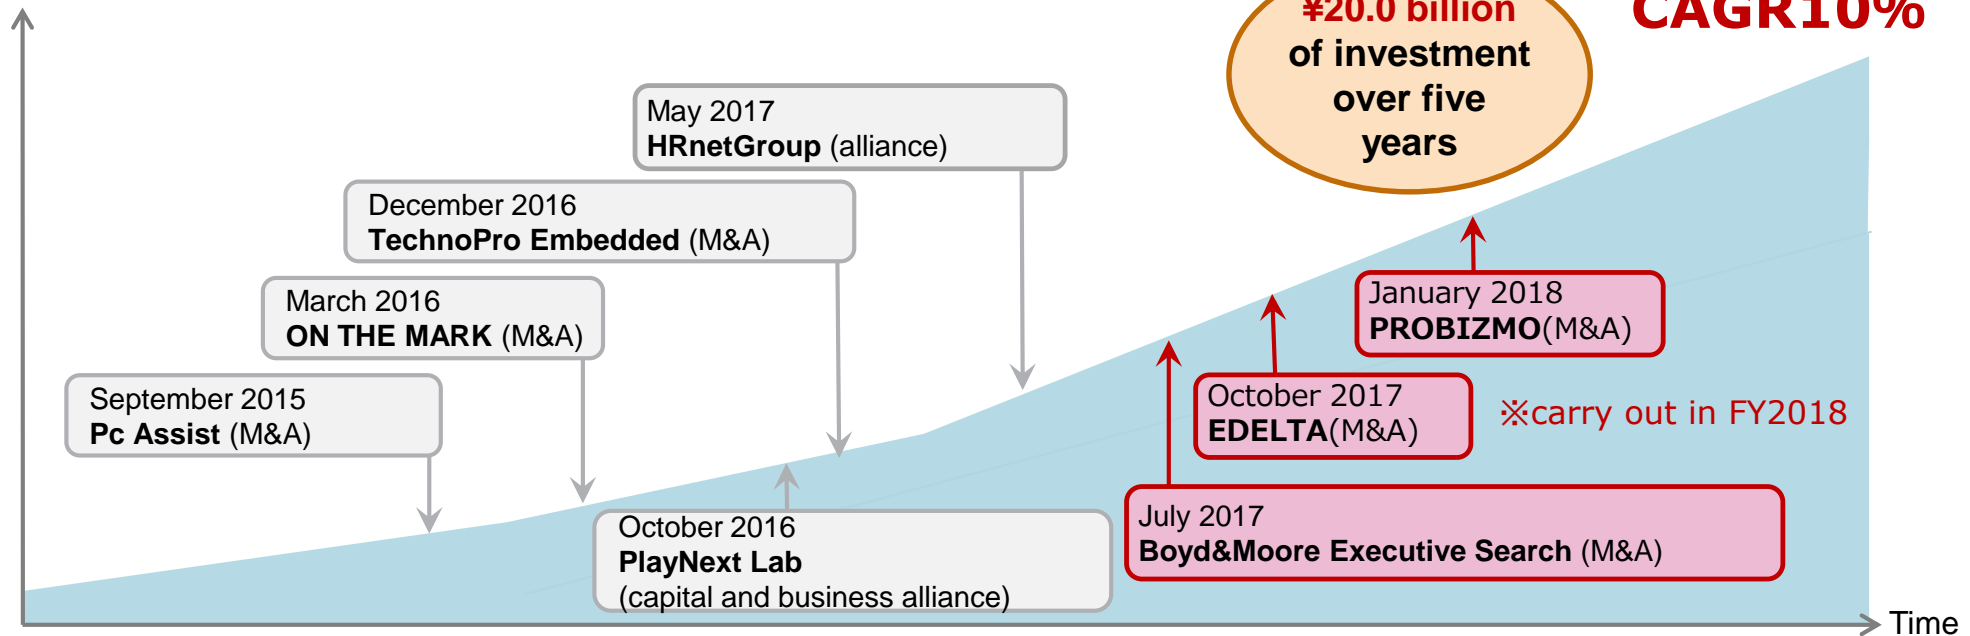 ¥20.0 billion
of investment
over five
years
CAGR10%
May 2017
HRnetGroup (alliance)
December 2016
TechnoPro Embedded (M&A)
March 2016
ON THE MARK (M&A)
September 2015
Pc Assist (M&A)
October 2016
PlayNext Lab
(capital and business alliance)
January 2018
PROBIZMO(M&A)
October 2017
EDELTA(M&A)
※carry out in FY2018
July 2017
Boyd&Moore Executive Search (M&A)
Time